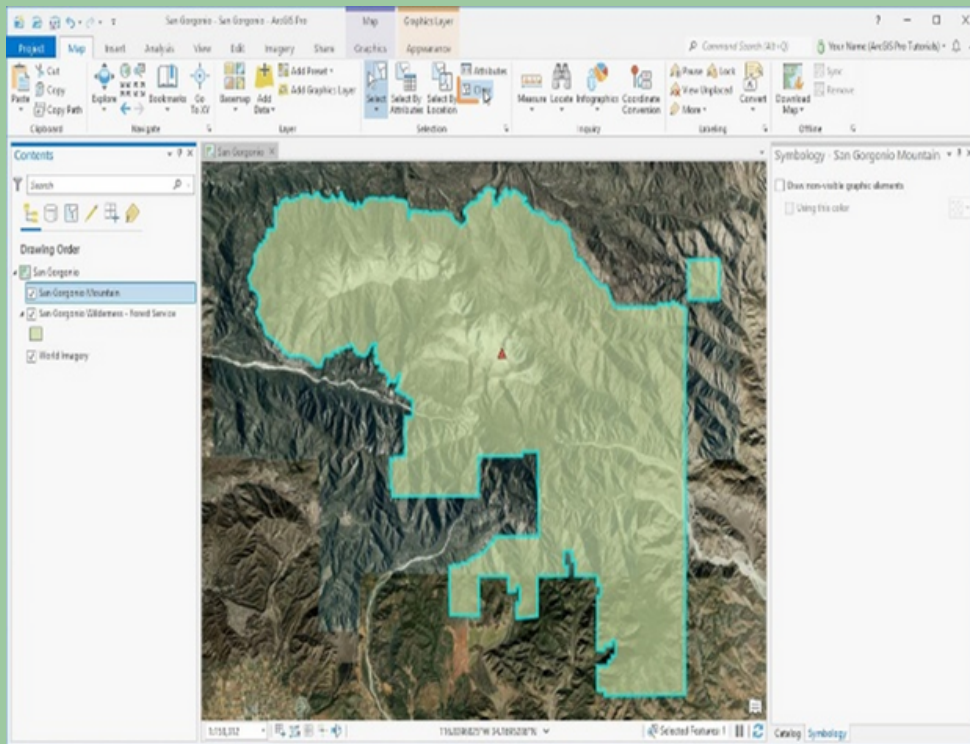 San Gorgonio - San Gorgonio - ArcGIS Pro
Map
Graphics Layer
?
Project
Map
Insert
Analysis
View
Edit
Imagery
Share
Graphics
Appearance
Command Search (Alt+Q)
Your Name (ArcGIS Pro Tutorials)
Paste
Cut
Copy
Copy Path
Clipboard
Explore
Bookmarks
Go To XY
Navigate
Basemap
Add Data
Add Preset
Add Graphics Layer
Layer
Select
Select By Attributes
Select By Location
Attributes
Clear
Selection
Measure
Locate
Infographics
Coordinate Conversion
Inquiry
Pause
Lock
View Unplaced
More
Convert
Labeling
Download Map
Sync
Remove
Offline
Contents
Search
Drawing Order
San Gorgonio
San Gorgonio Mountain
San Gorgonio Wilderness - Forest Service
World Imagery
San Gorgonio
Symbology - San Gorgonio Mountain
Draw non-visible graphic elements
Using this color
Selected Features: 1
Catalog
Symbology